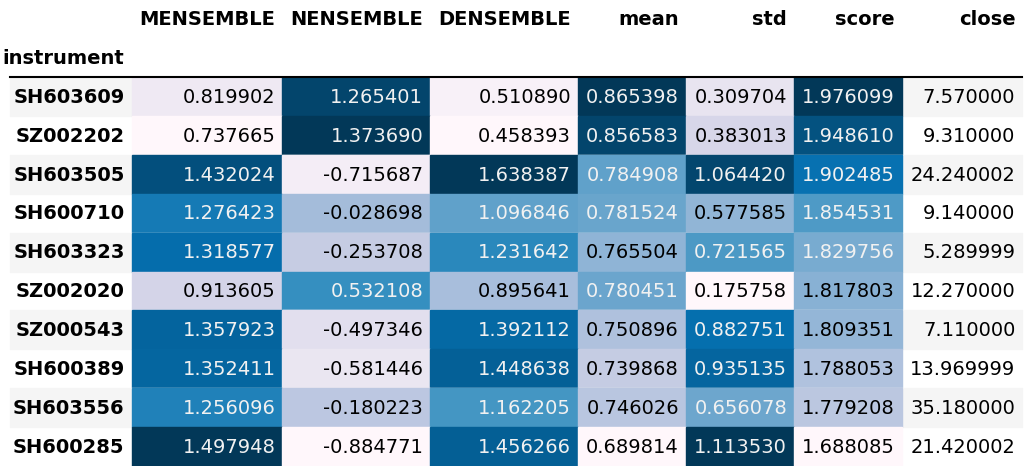 MENSEMBLE NENSEMBLE DENSEMBLE mean std score close
instrument
SH603609 0.819902 1.265401 0.510890 0.865398 0.309704 1.976099 7.570000
SZ002202 0.737665 1.373690 0.458393 0.856583 0.383013 1.948610 9.310000
SH603505 1.432024 -0.715687 1.638387 0.784908 1.064420 1.902485 24.240002
SH600710 1.276423 -0.028698 1.096846 0.781524 0.577585 1.854531 9.140000
SH603323 1.318577 -0.253708 1.231642 0.765504 0.721565 1.829756 5.289999
SZ002020 0.913605 0.532108 0.895641 0.780451 0.175758 1.817803 12.270000
SZ000543 1.357923 -0.497346 1.392112 0.750896 0.882751 1.809351 7.110000
SH600389 1.352411 -0.581446 1.448638 0.739868 0.935135 1.788053 13.969999
SH603556 1.256096 -0.180223 1.162205 0.746026 0.656078 1.779208 35.180000
SH600285 1.497948 -0.884771 1.456266 0.689814 1.113530 1.688085 21.420002